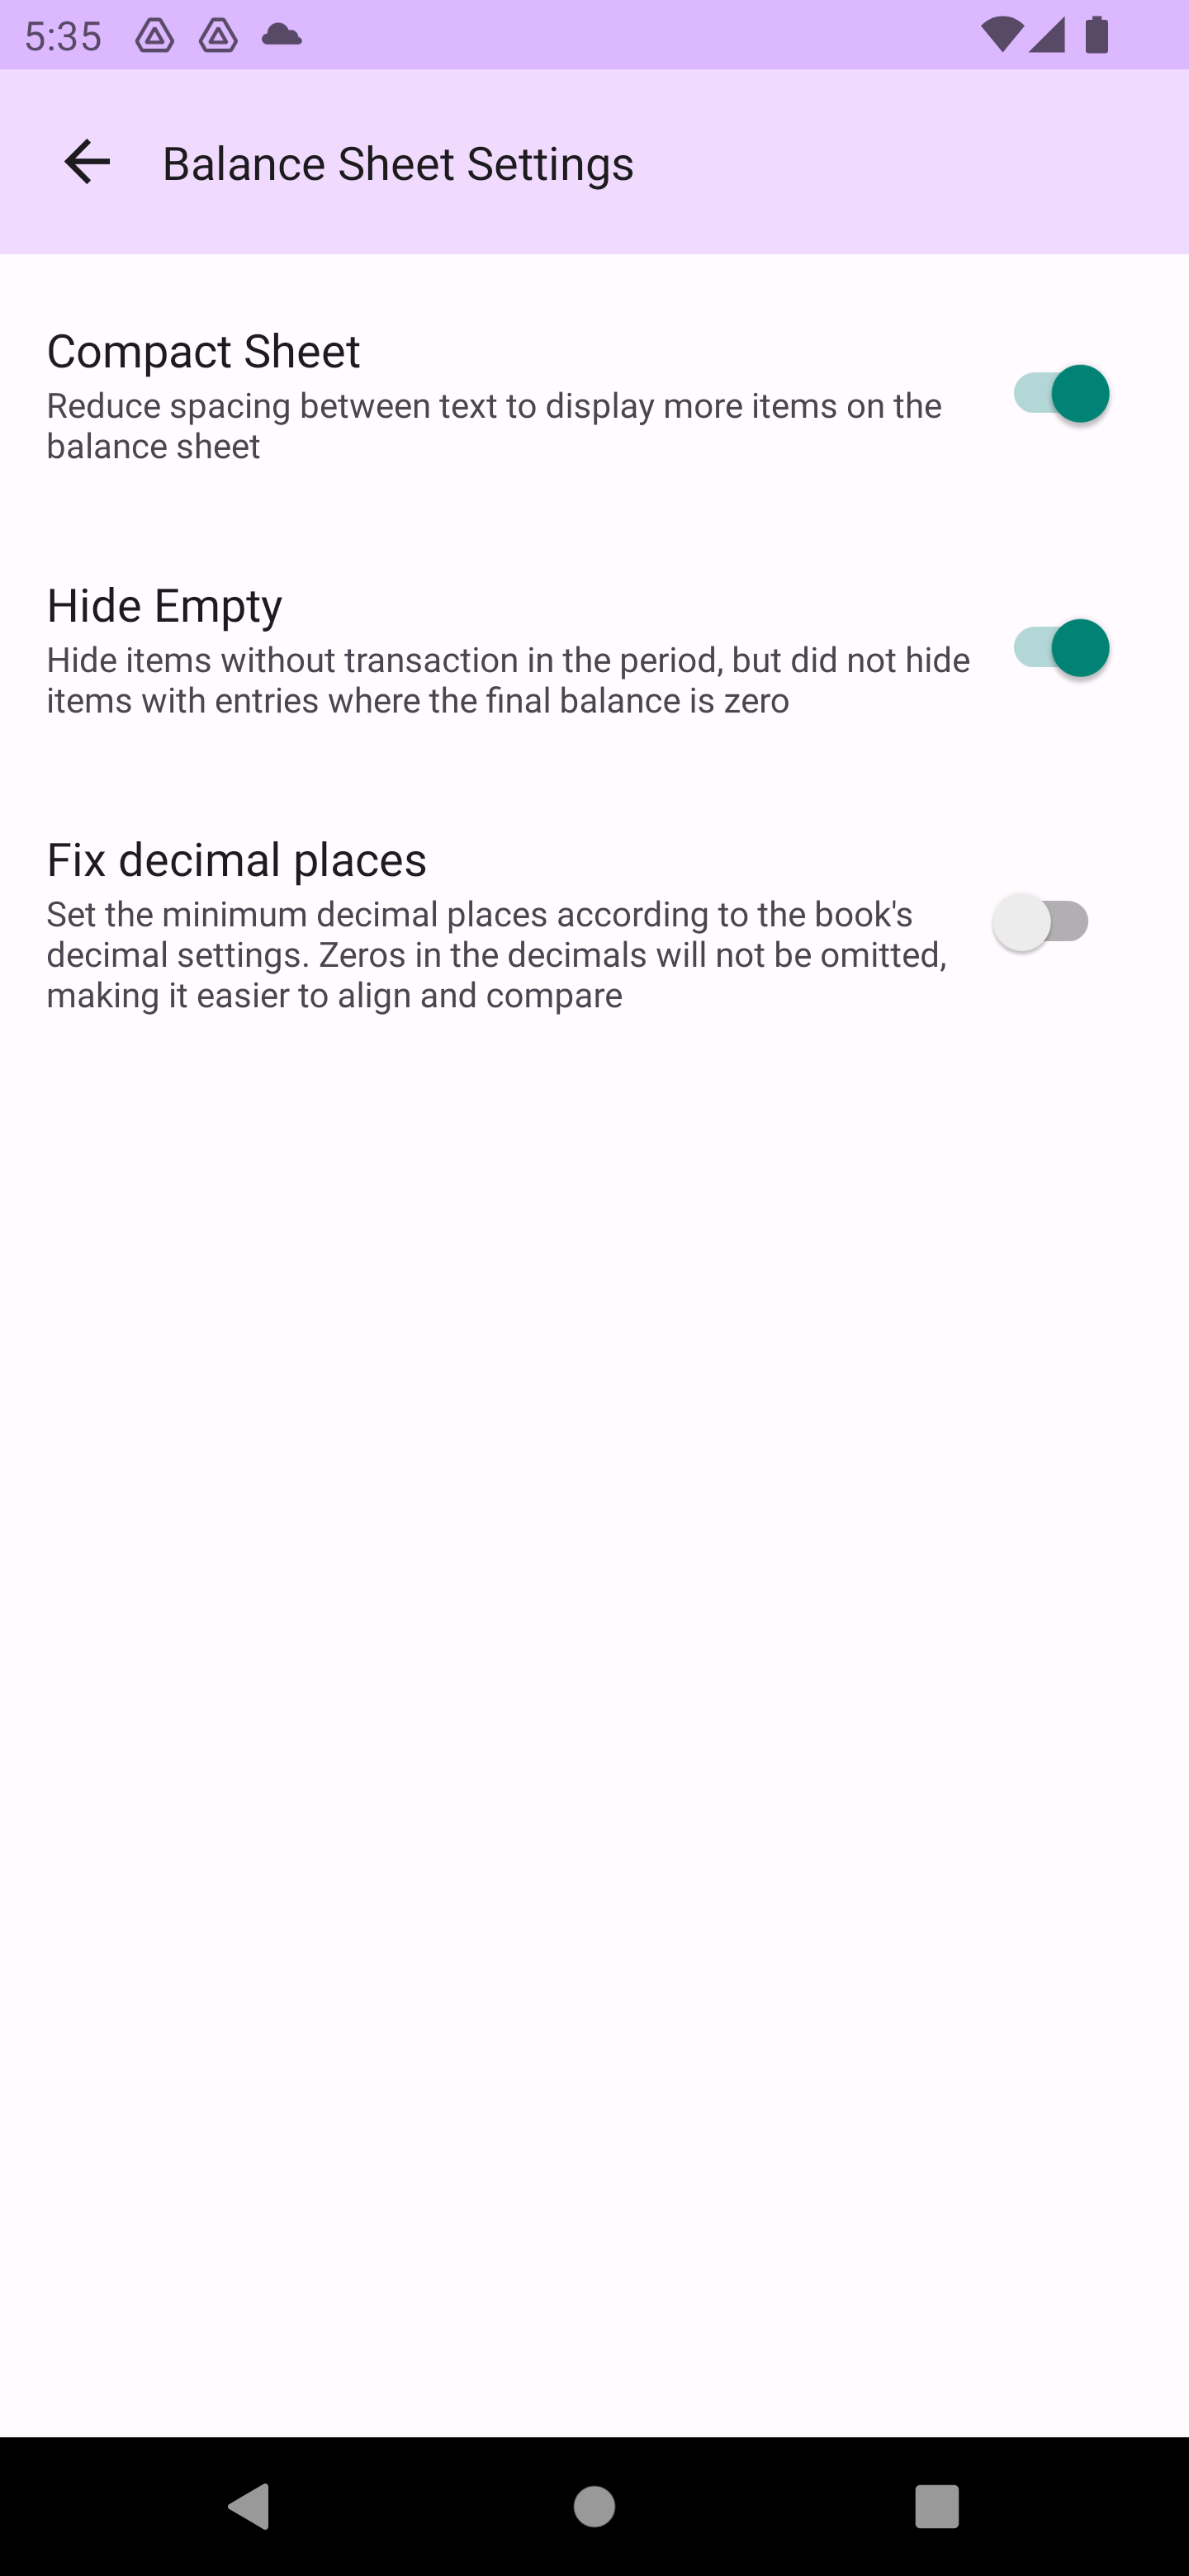 5:35
Balance Sheet Settings
Compact Sheet
Reduce spacing between text to display more items on the
balance sheet
Hide Empty
Hide items without transaction in the period, but did not hide
items with entries where the final balance is zero
Fix decimal places
Set the minimum decimal places according to the book's
decimal settings. Zeros in the decimals will not be omitted,
making it easier to align and compare